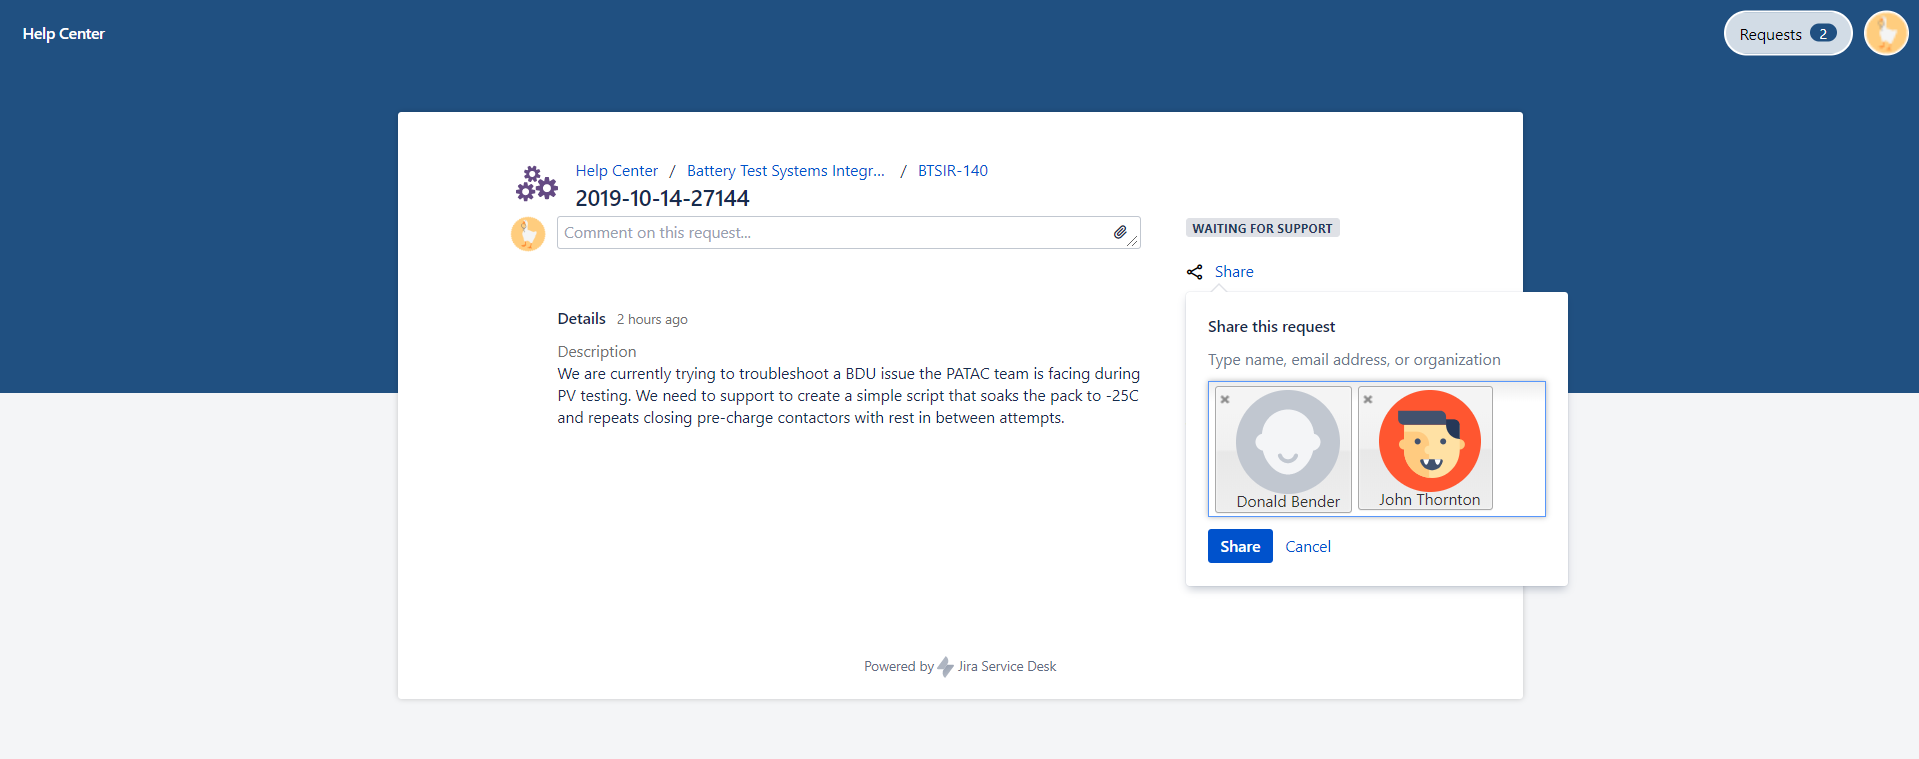 Help Center
Requests 2
Help Center / Battery Test Systems Integr... / BTSIR-140
2019-10-14-27144
Comment on this request...
WAITING FOR SUPPORT
Share
Details 2 hours ago
Description
We are currently trying to troubleshoot a BDU issue the PATAC team is facing during
PV testing. We need to support to create a simple script that soaks the pack to -25C
and repeats closing pre-charge contactors with rest in between attempts.
Share this request
Type name, email address, or organization
Donald Bender
John Thornton
Share Cancel
Powered by Jira Service Desk